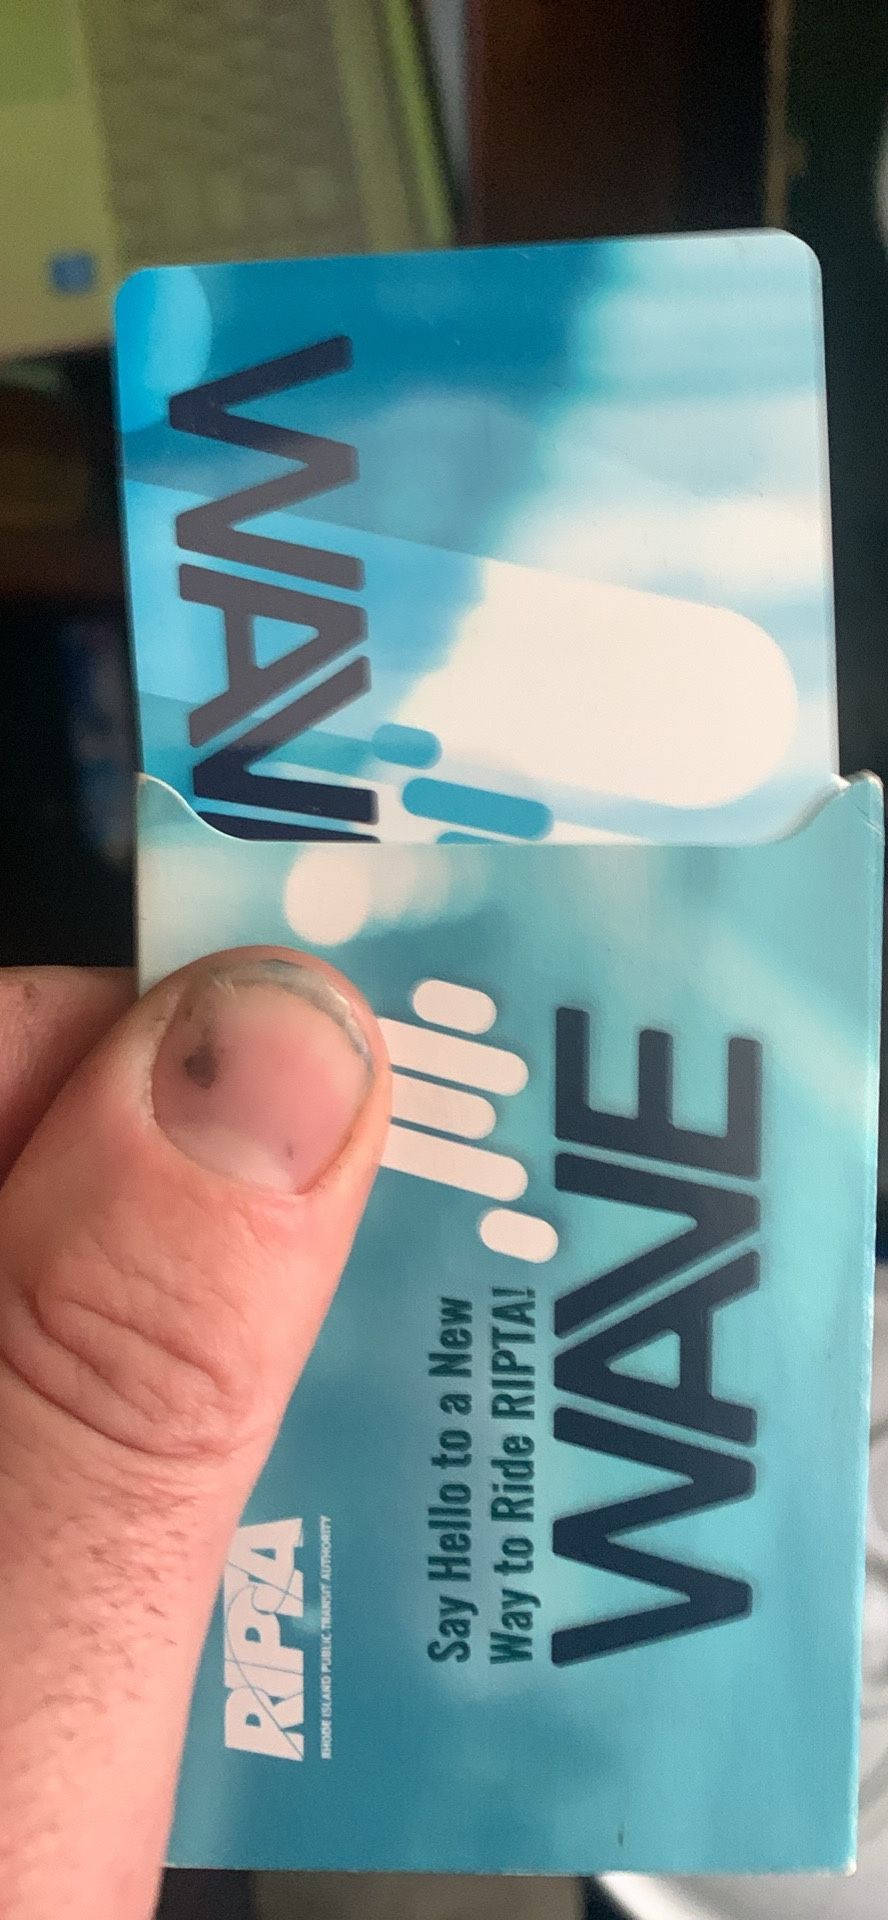 WAV
WAVE
Say Hello to a New
Way to Ride RIPTA!
RIPTA
RHODE ISLAND PUBLIC TRANSIT AUTHORITY